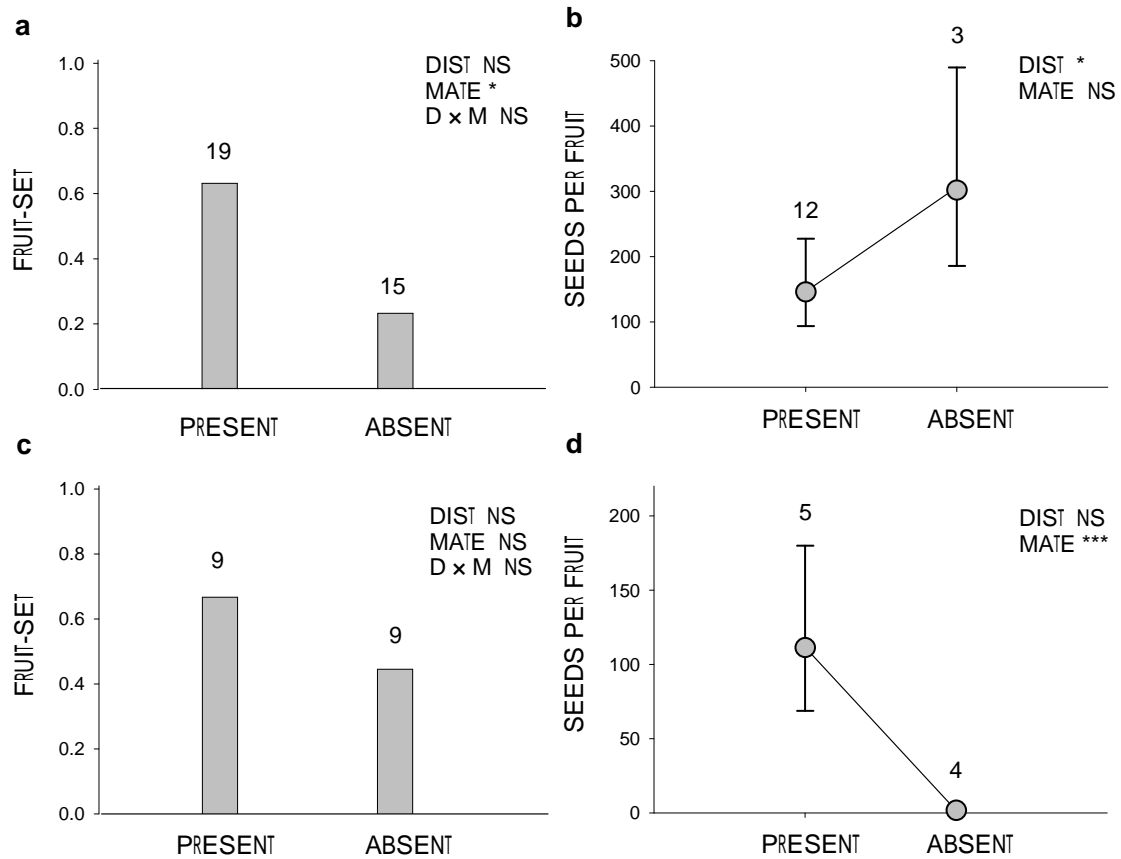 a
1.0
0.8
0.6
0.4
0.2
0.0
FRUIT-SET
19
15
DIST NS
MATE *
D × M NS
PRESENT ABSENT
b
500
400
300
200
100
0
SEEDS PER FRUIT
12
3
DIST *
MATE NS
PRESENT ABSENT
c
1.0
0.8
0.6
0.4
0.2
0.0
FRUIT-SET
9
9
DIST NS
MATE NS
D × M NS
PRESENT ABSENT
d
200
150
100
50
0
SEEDS PER FRUIT
5
4
DIST NS
MATE ***
PRESENT ABSENT